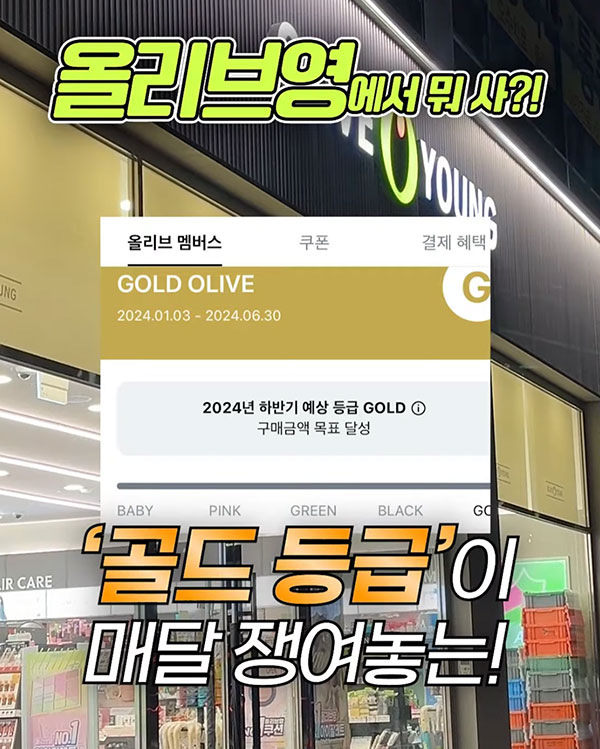 올리브영에서 뭐 사?!
YOUNG
올리브 멤버스 쿠폰 결제 혜택
GOLD OLIVE
G
2024.01.03 - 2024.06.30
2024년 하반기 예상 등급 GOLD ⓘ
구매금액 목표 달성
BABY PINK GREEN BLACK GO
'골드 등급'이
매달 쟁여놓는!